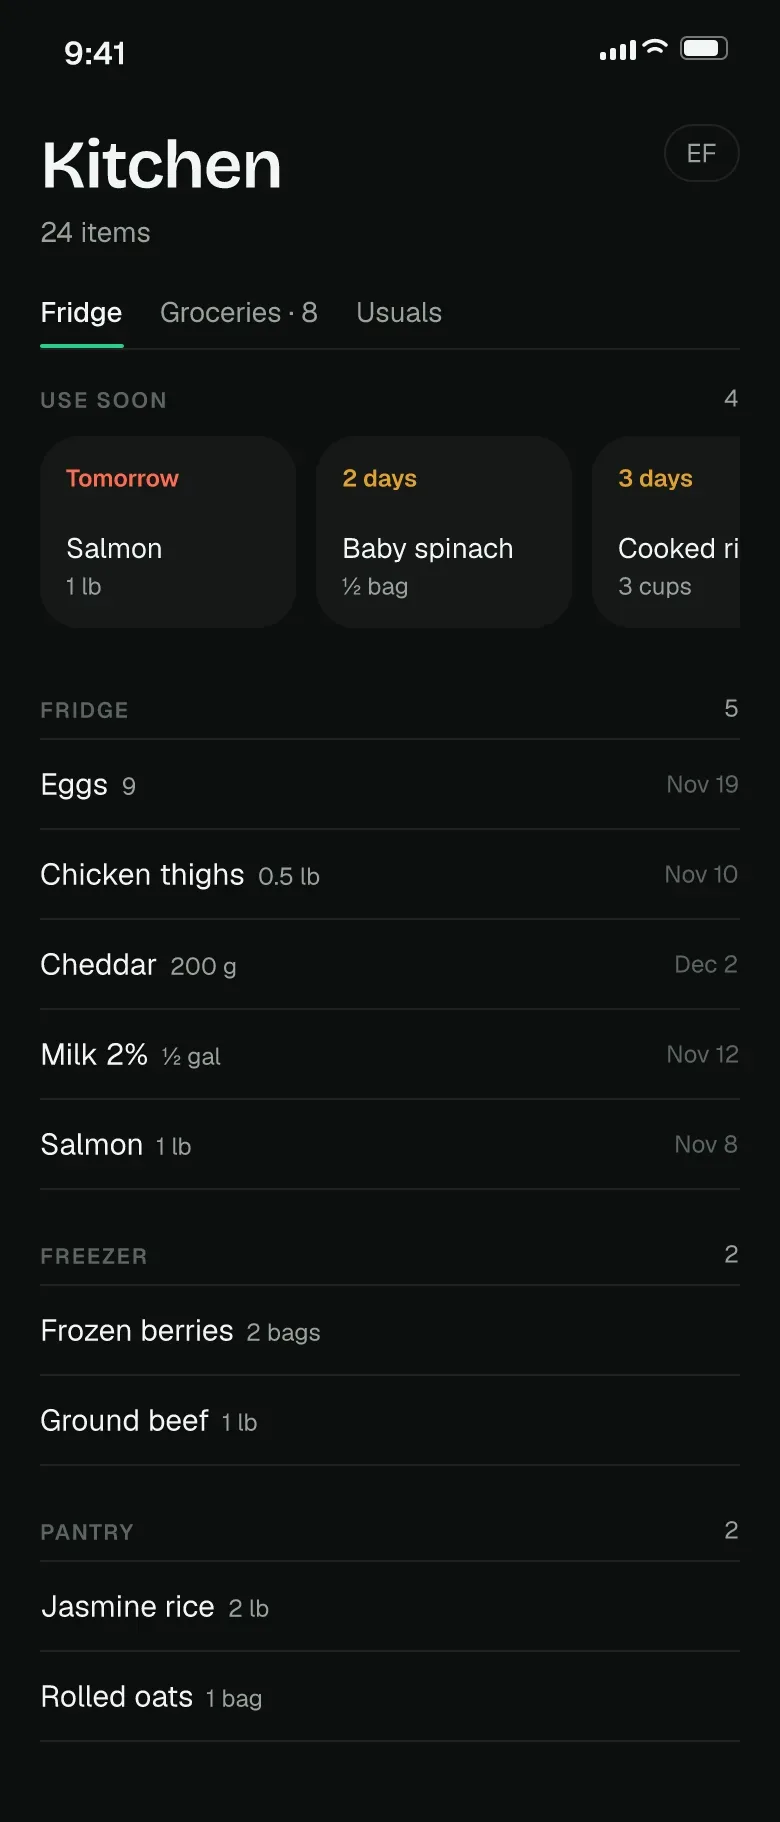 9:41
Kitchen
EF
24 items
Fridge
Groceries · 8
Usuals
USE SOON
4
Tomorrow
Salmon
1 lb
2 days
Baby spinach
½ bag
3 days
Cooked ri
3 cups
FRIDGE
5
Eggs 9
Nov 19
Chicken thighs 0.5 lb
Nov 10
Cheddar 200 g
Dec 2
Milk 2% ½ gal
Nov 12
Salmon 1 lb
Nov 8
FREEZER
2
Frozen berries 2 bags
Ground beef 1 lb
PANTRY
2
Jasmine rice 2 lb
Rolled oats 1 bag